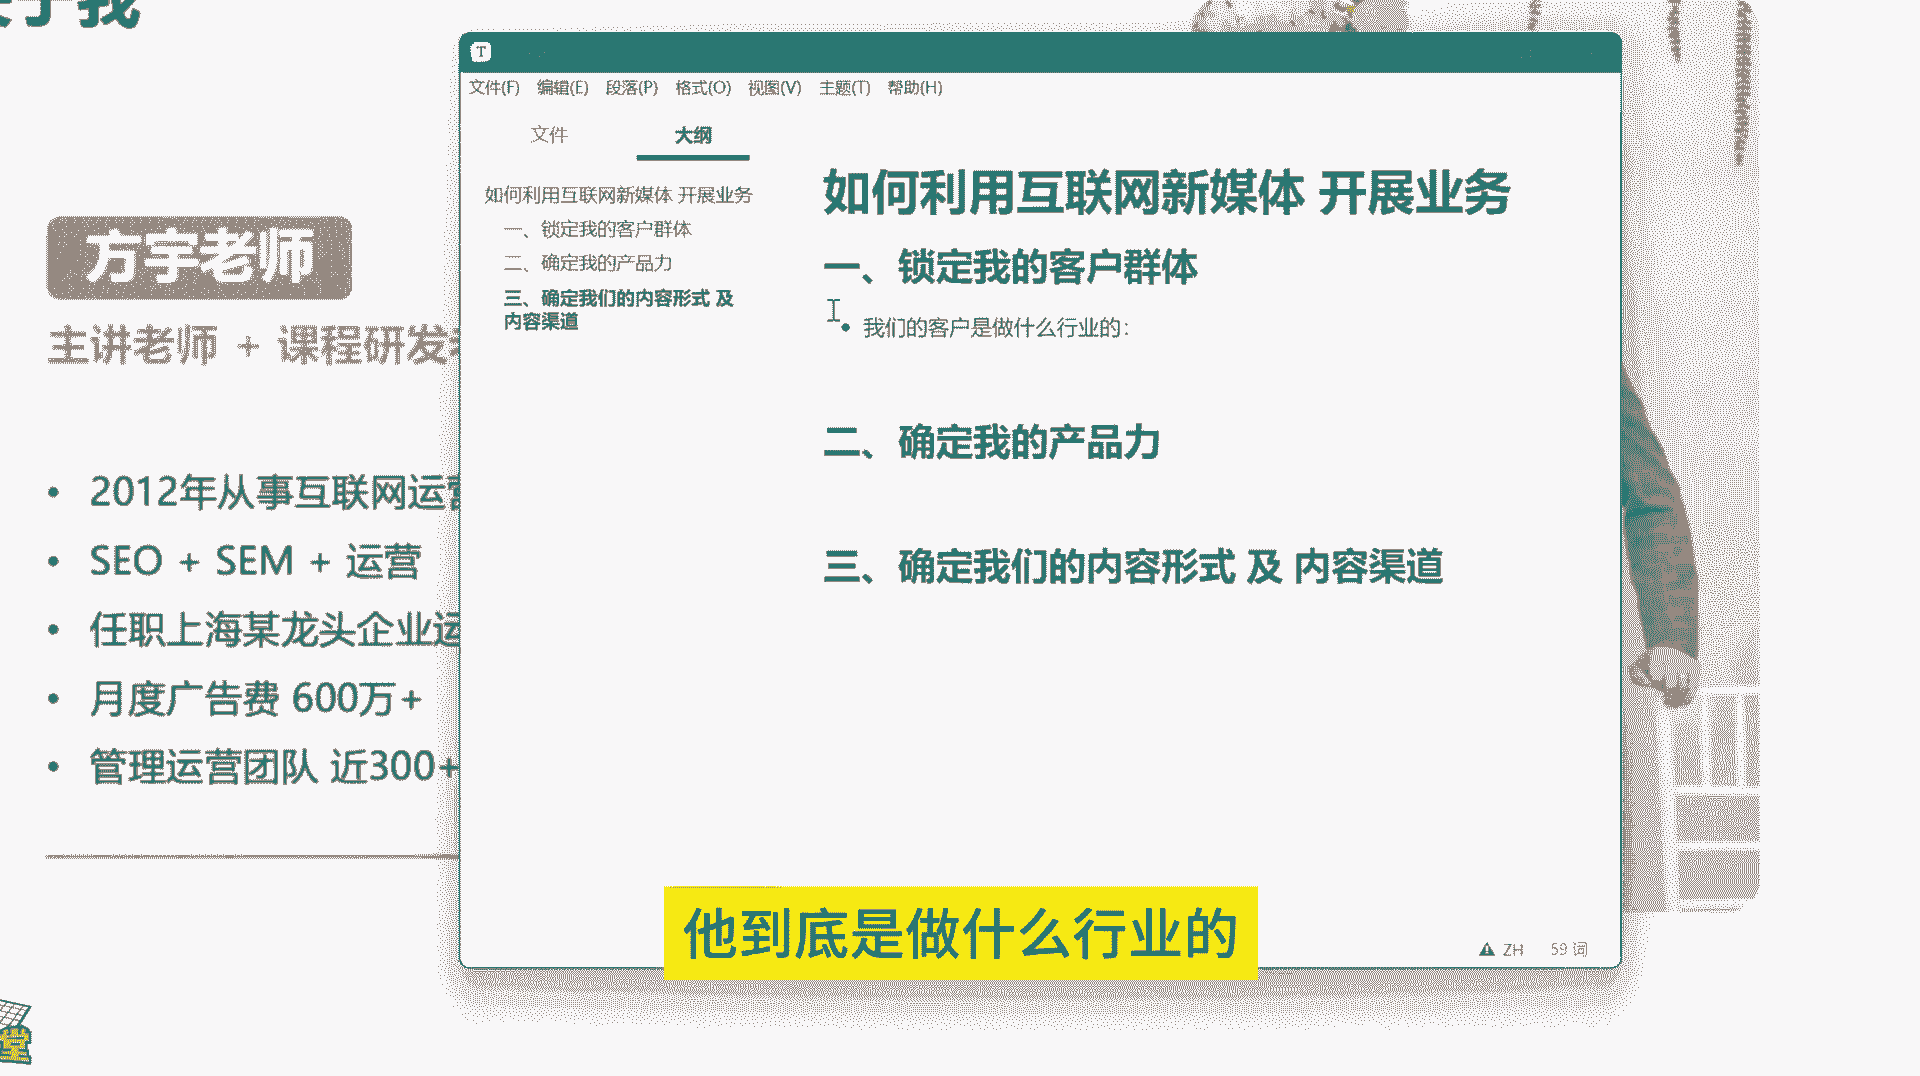 于我
方宇老师
主讲老师 + 课程研发
2012年从事互联网运营
SEO + SEM + 运营
任职上海某龙头企业运
月度广告费 600万+
管理运营团队 近300+
T
文件(F) 编辑(E) 段落(P) 格式(O) 视图(V) 主题(T) 帮助(H)
文件 大纲
如何利用互联网新媒体 开展业务
一、锁定我的客户群体
二、确定我的产品力
三、确定我们的内容形式 及
内容渠道
如何利用互联网新媒体 开展业务
一、锁定我的客户群体
我们的客户是做什么行业的：
二、确定我的产品力
三、确定我们的内容形式 及 内容渠道
ZH 59 词
他到底是做什么行业的
堂